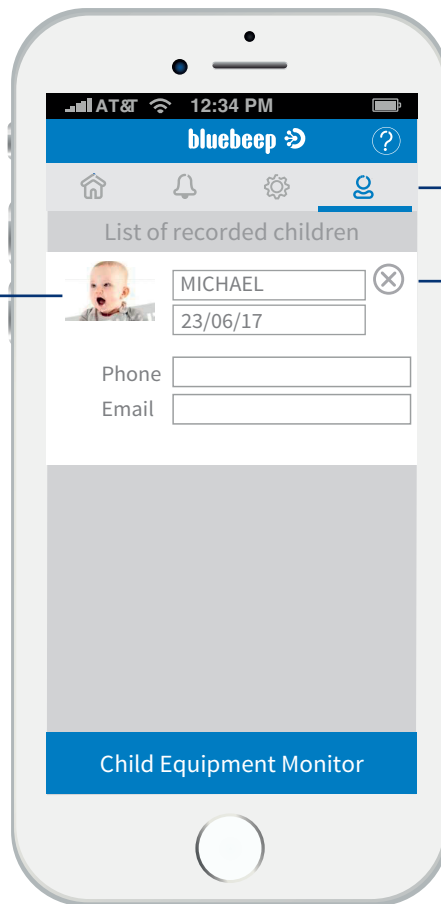 AT&T 12:34 PM
bluebeep
?
List of recorded children
MICHAEL
23/06/17
Phone
Email
Child Equipment Monitor